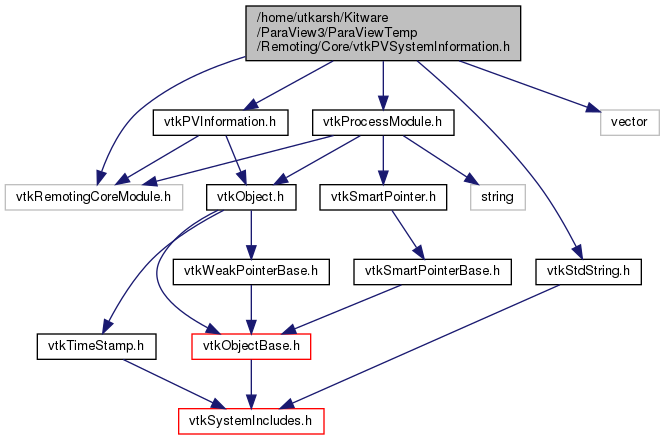 /home/utkarsh/Kitware
/ParaView3/ParaViewTemp
/Remoting/Core/vtkPVSystemInformation.h
vtkPVInformation.h
vtkProcessModule.h
vector
vtkRemotingCoreModule.h
vtkObject.h
vtkSmartPointer.h
string
vtkWeakPointerBase.h
vtkSmartPointerBase.h
vtkStdString.h
vtkTimeStamp.h
vtkObjectBase.h
vtkSystemIncludes.h